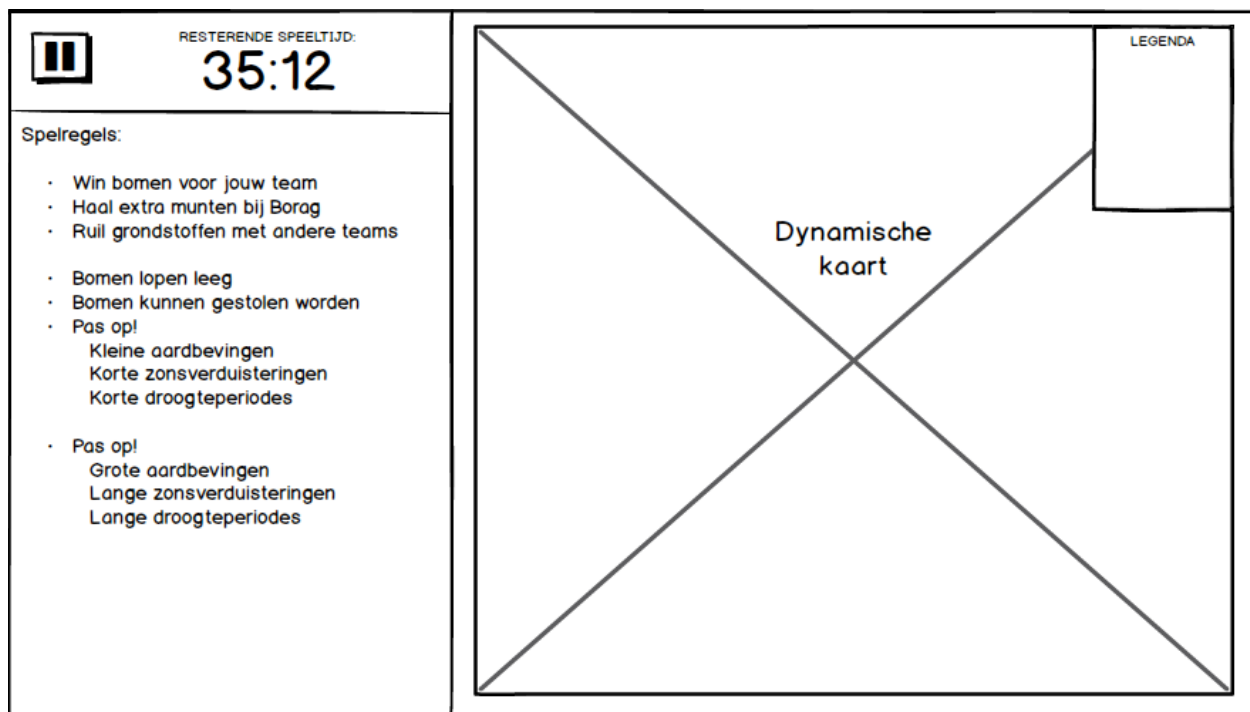 RESTERENDE SPEELTIJD:
35:12
Spelregels:
· Win bomen voor jouw team
· Haal extra munten bij Borag
· Ruil grondstoffen met andere teams
· Bomen lopen leeg
· Bomen kunnen gestolen worden
· Pas op!
Kleine aardbevingen
Korte zonsverduisteringen
Korte droogteperiodes
· Pas op!
Grote aardbevingen
Lange zonsverduisteringen
Lange droogteperiodes
Dynamische
kaart
LEGENDA